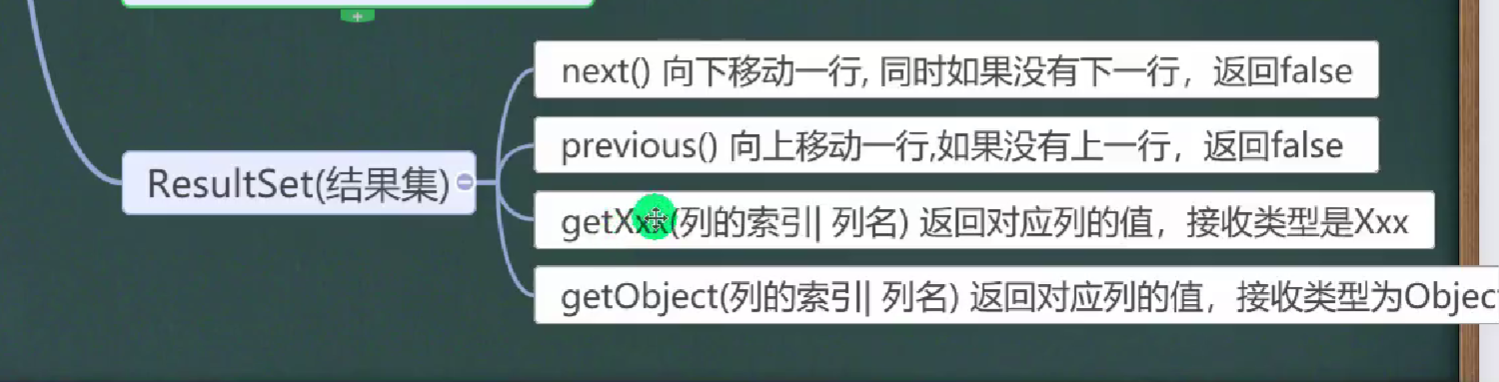 next() 向下移动一行, 同时如果没有下一行，返回false
previous() 向上移动一行,如果没有上一行，返回false
ResultSet(结果集)
getXxx(列的索引| 列名) 返回对应列的值，接收类型是Xxx
getObject(列的索引| 列名) 返回对应列的值，接收类型为Object